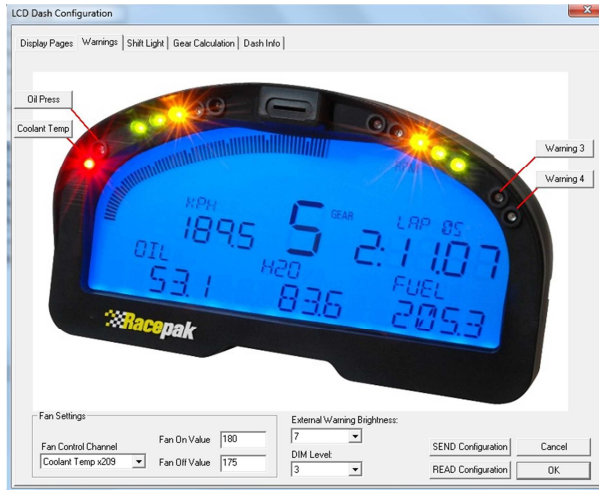 LCD Dash Configuration
Display Pages Warnings Shift Light Gear Calculation Dash Info
Oil Press
Coolant Temp
Warning 3
Warning 4
KPH
189.5
5
GEAR
LAP 05
2:11.07
OIL
53.1
H2O
83.6
FUEL
205.3
Racepak
Fan Settings
Fan Control Channel
Coolant Temp x209
Fan On Value 180
Fan Off Value 175
External Warning Brightness:
7
DIM Level:
3
SEND Configuration Cancel
READ Configuration OK